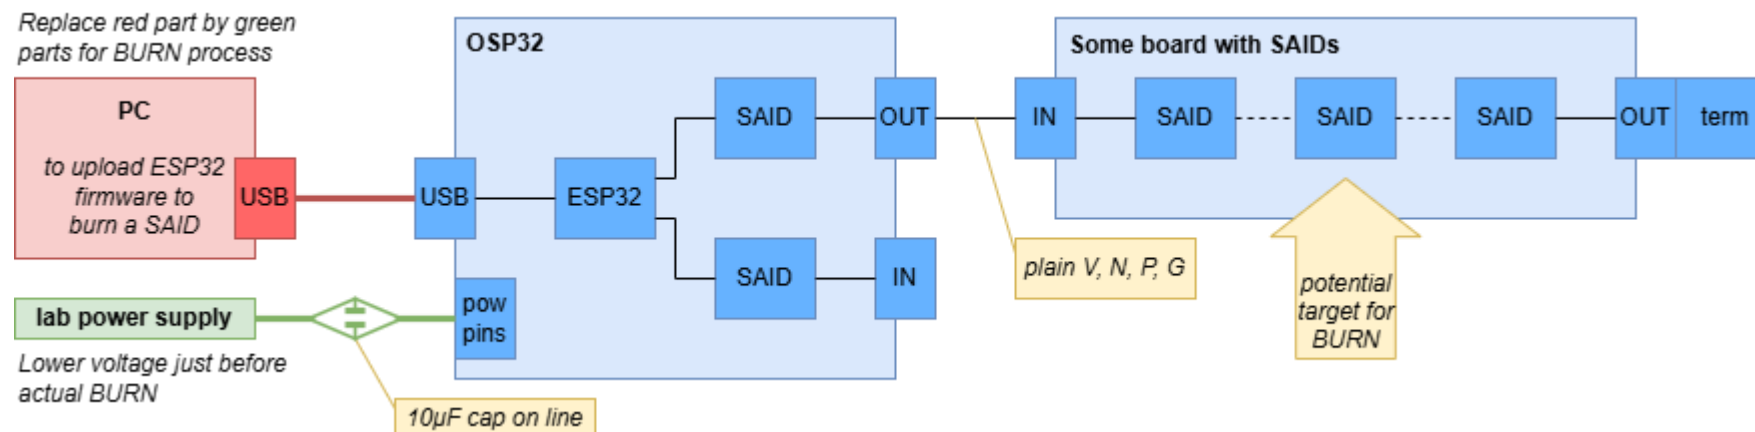 Replace red part by green
parts for BURN process
PC
to upload ESP32
firmware to
burn a SAID
USB
lab power supply
Lower voltage just before
actual BURN
10µF cap on line
OSP32
USB
pow
pins
ESP32
SAID
SAID
OUT
IN
plain V, N, P, G
Some board with SAIDs
IN
SAID
SAID
SAID
OUT
term
potential
target for
BURN